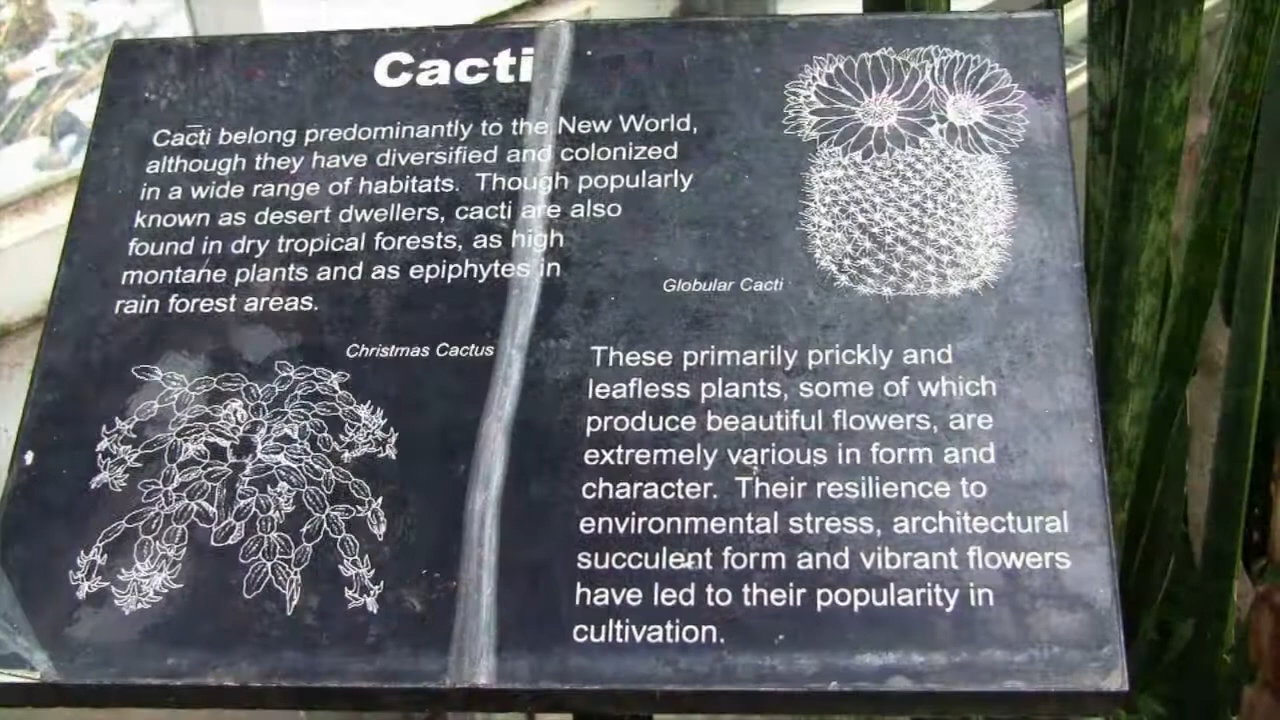 Cacti
Cacti belong predominantly to the New World,
although they have diversified and colonized
in a wide range of habitats. Though popularly
known as desert dwellers, cacti are also
found in dry tropical forests, as high
montane plants and as epiphytes in
rain forest areas.
Globular Cacti
Christmas Cactus
These primarily prickly and
leafless plants, some of which
produce beautiful flowers, are
extremely various in form and
character. Their resilience to
environmental stress, architectural
succulent form and vibrant flowers
have led to their popularity in
cultivation.